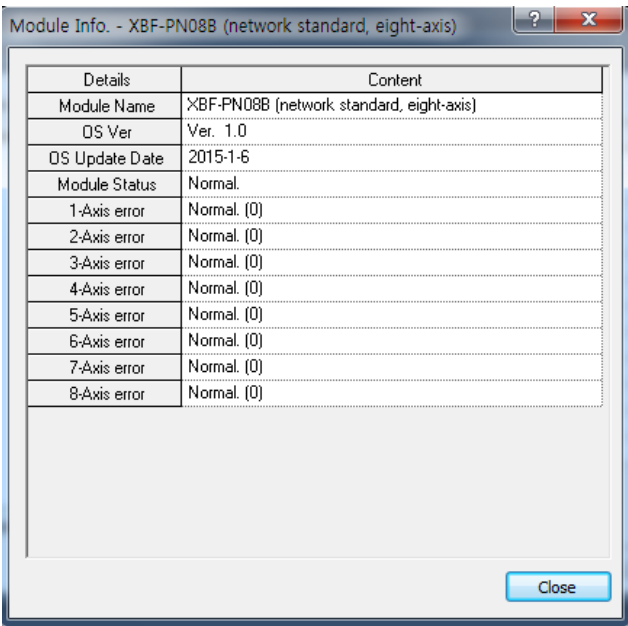 Module Info. - XBF-PN08B (network standard, eight-axis)
? X
Details Content
Module Name XBF-PN08B (network standard, eight-axis)
OS Ver Ver. 1.0
OS Update Date 2015-1-6
Module Status Normal.
1-Axis error Normal. (0)
2-Axis error Normal. (0)
3-Axis error Normal. (0)
4-Axis error Normal. (0)
5-Axis error Normal. (0)
6-Axis error Normal. (0)
7-Axis error Normal. (0)
8-Axis error Normal. (0)
Close